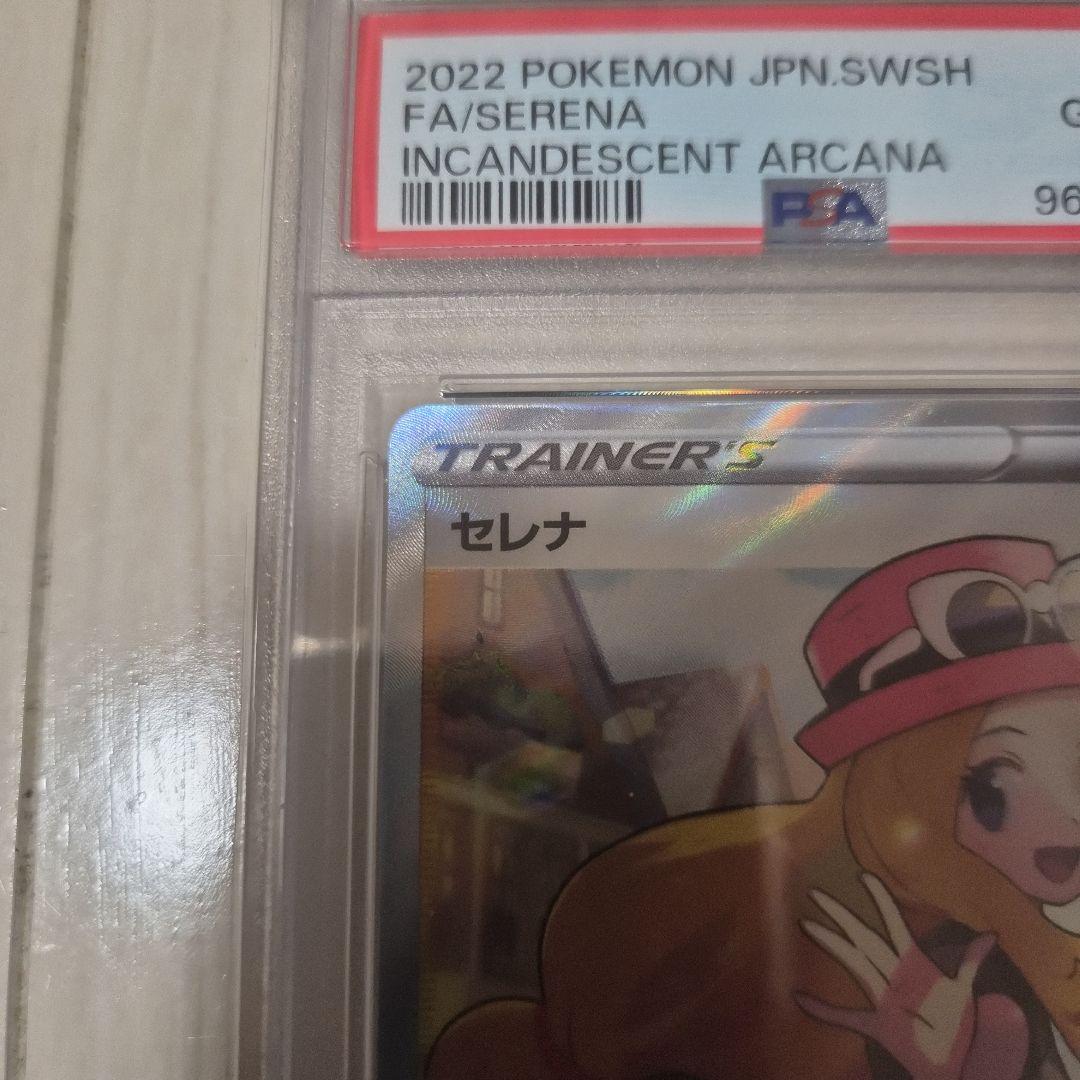 2022 POKEMON JPN.SWSH
FA/SERENA
G
INCANDESCENT ARCANA
PSA
96
TRAINER'S
セレナ